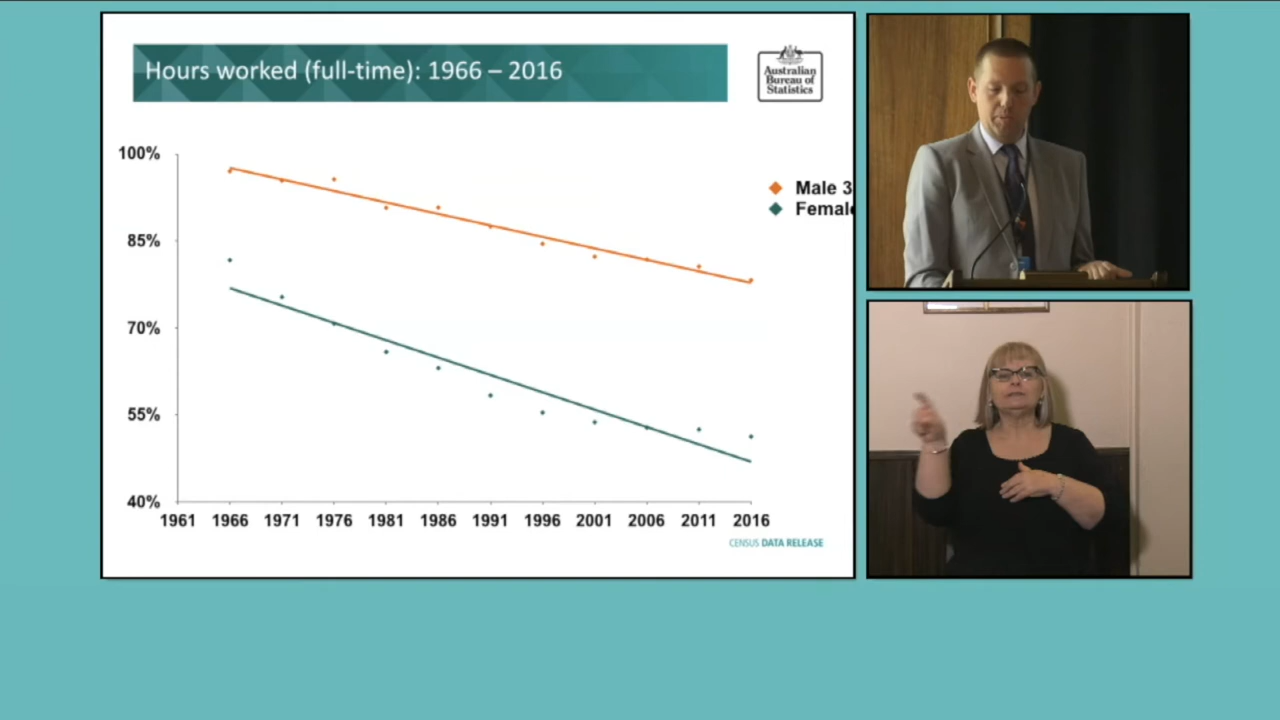 Hours worked (full-time): 1966 – 2016
Australian
Bureau of
Statistics
100%
85%
70%
55%
40%
Male 3
Female
1961 1966 1971 1976 1981 1986 1991 1996 2001 2006 2011 2016
CENSUS DATA RELEASE